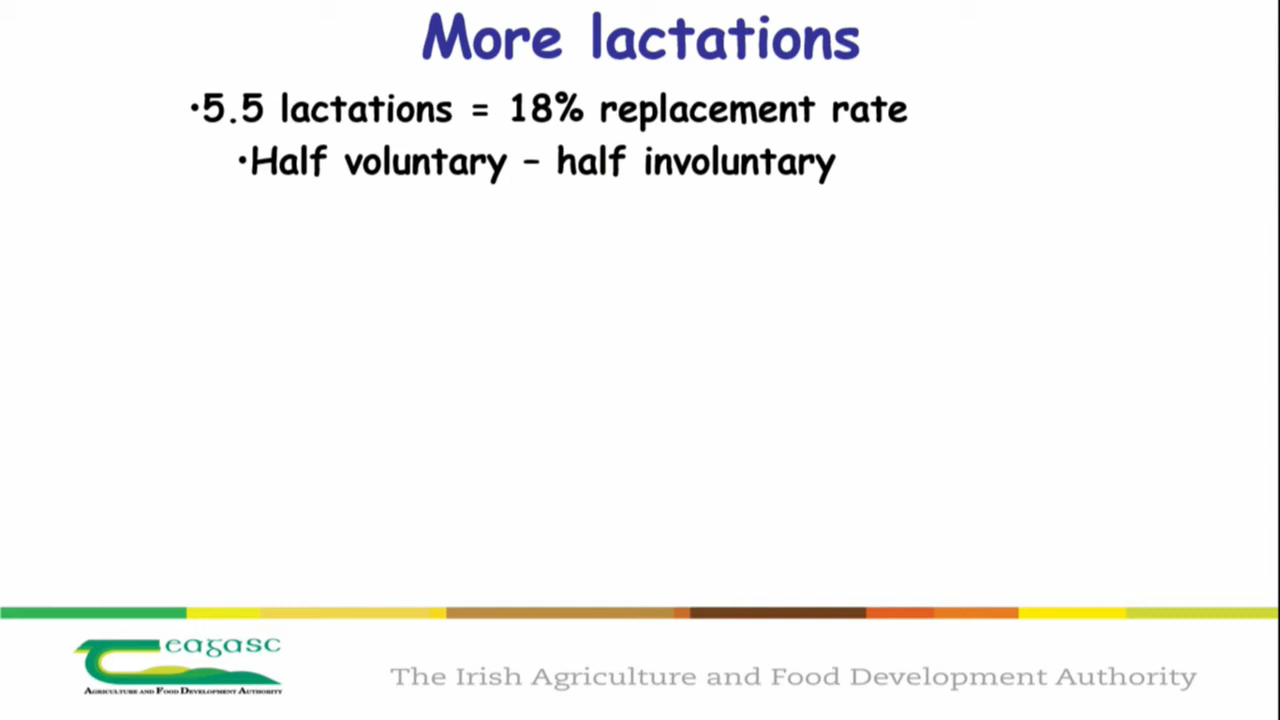 More lactations
•5.5 lactations = 18% replacement rate
•Half voluntary – half involuntary
eagasc
AGRICULTURE AND FOOD DEVELOPMENT AUTHORITY
The Irish Agriculture and Food Development Authority